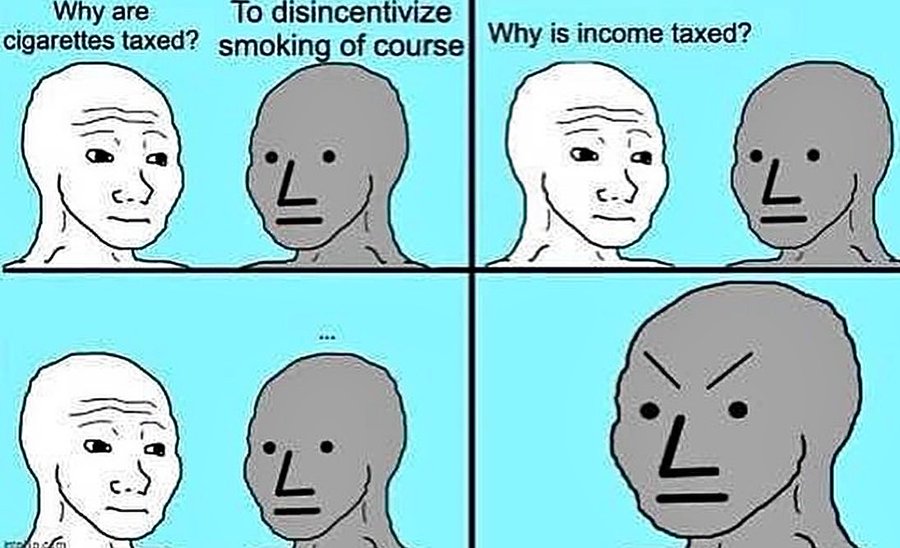 Why are
cigarettes taxed?
To disincentivize
smoking of course
Why is income taxed?
...